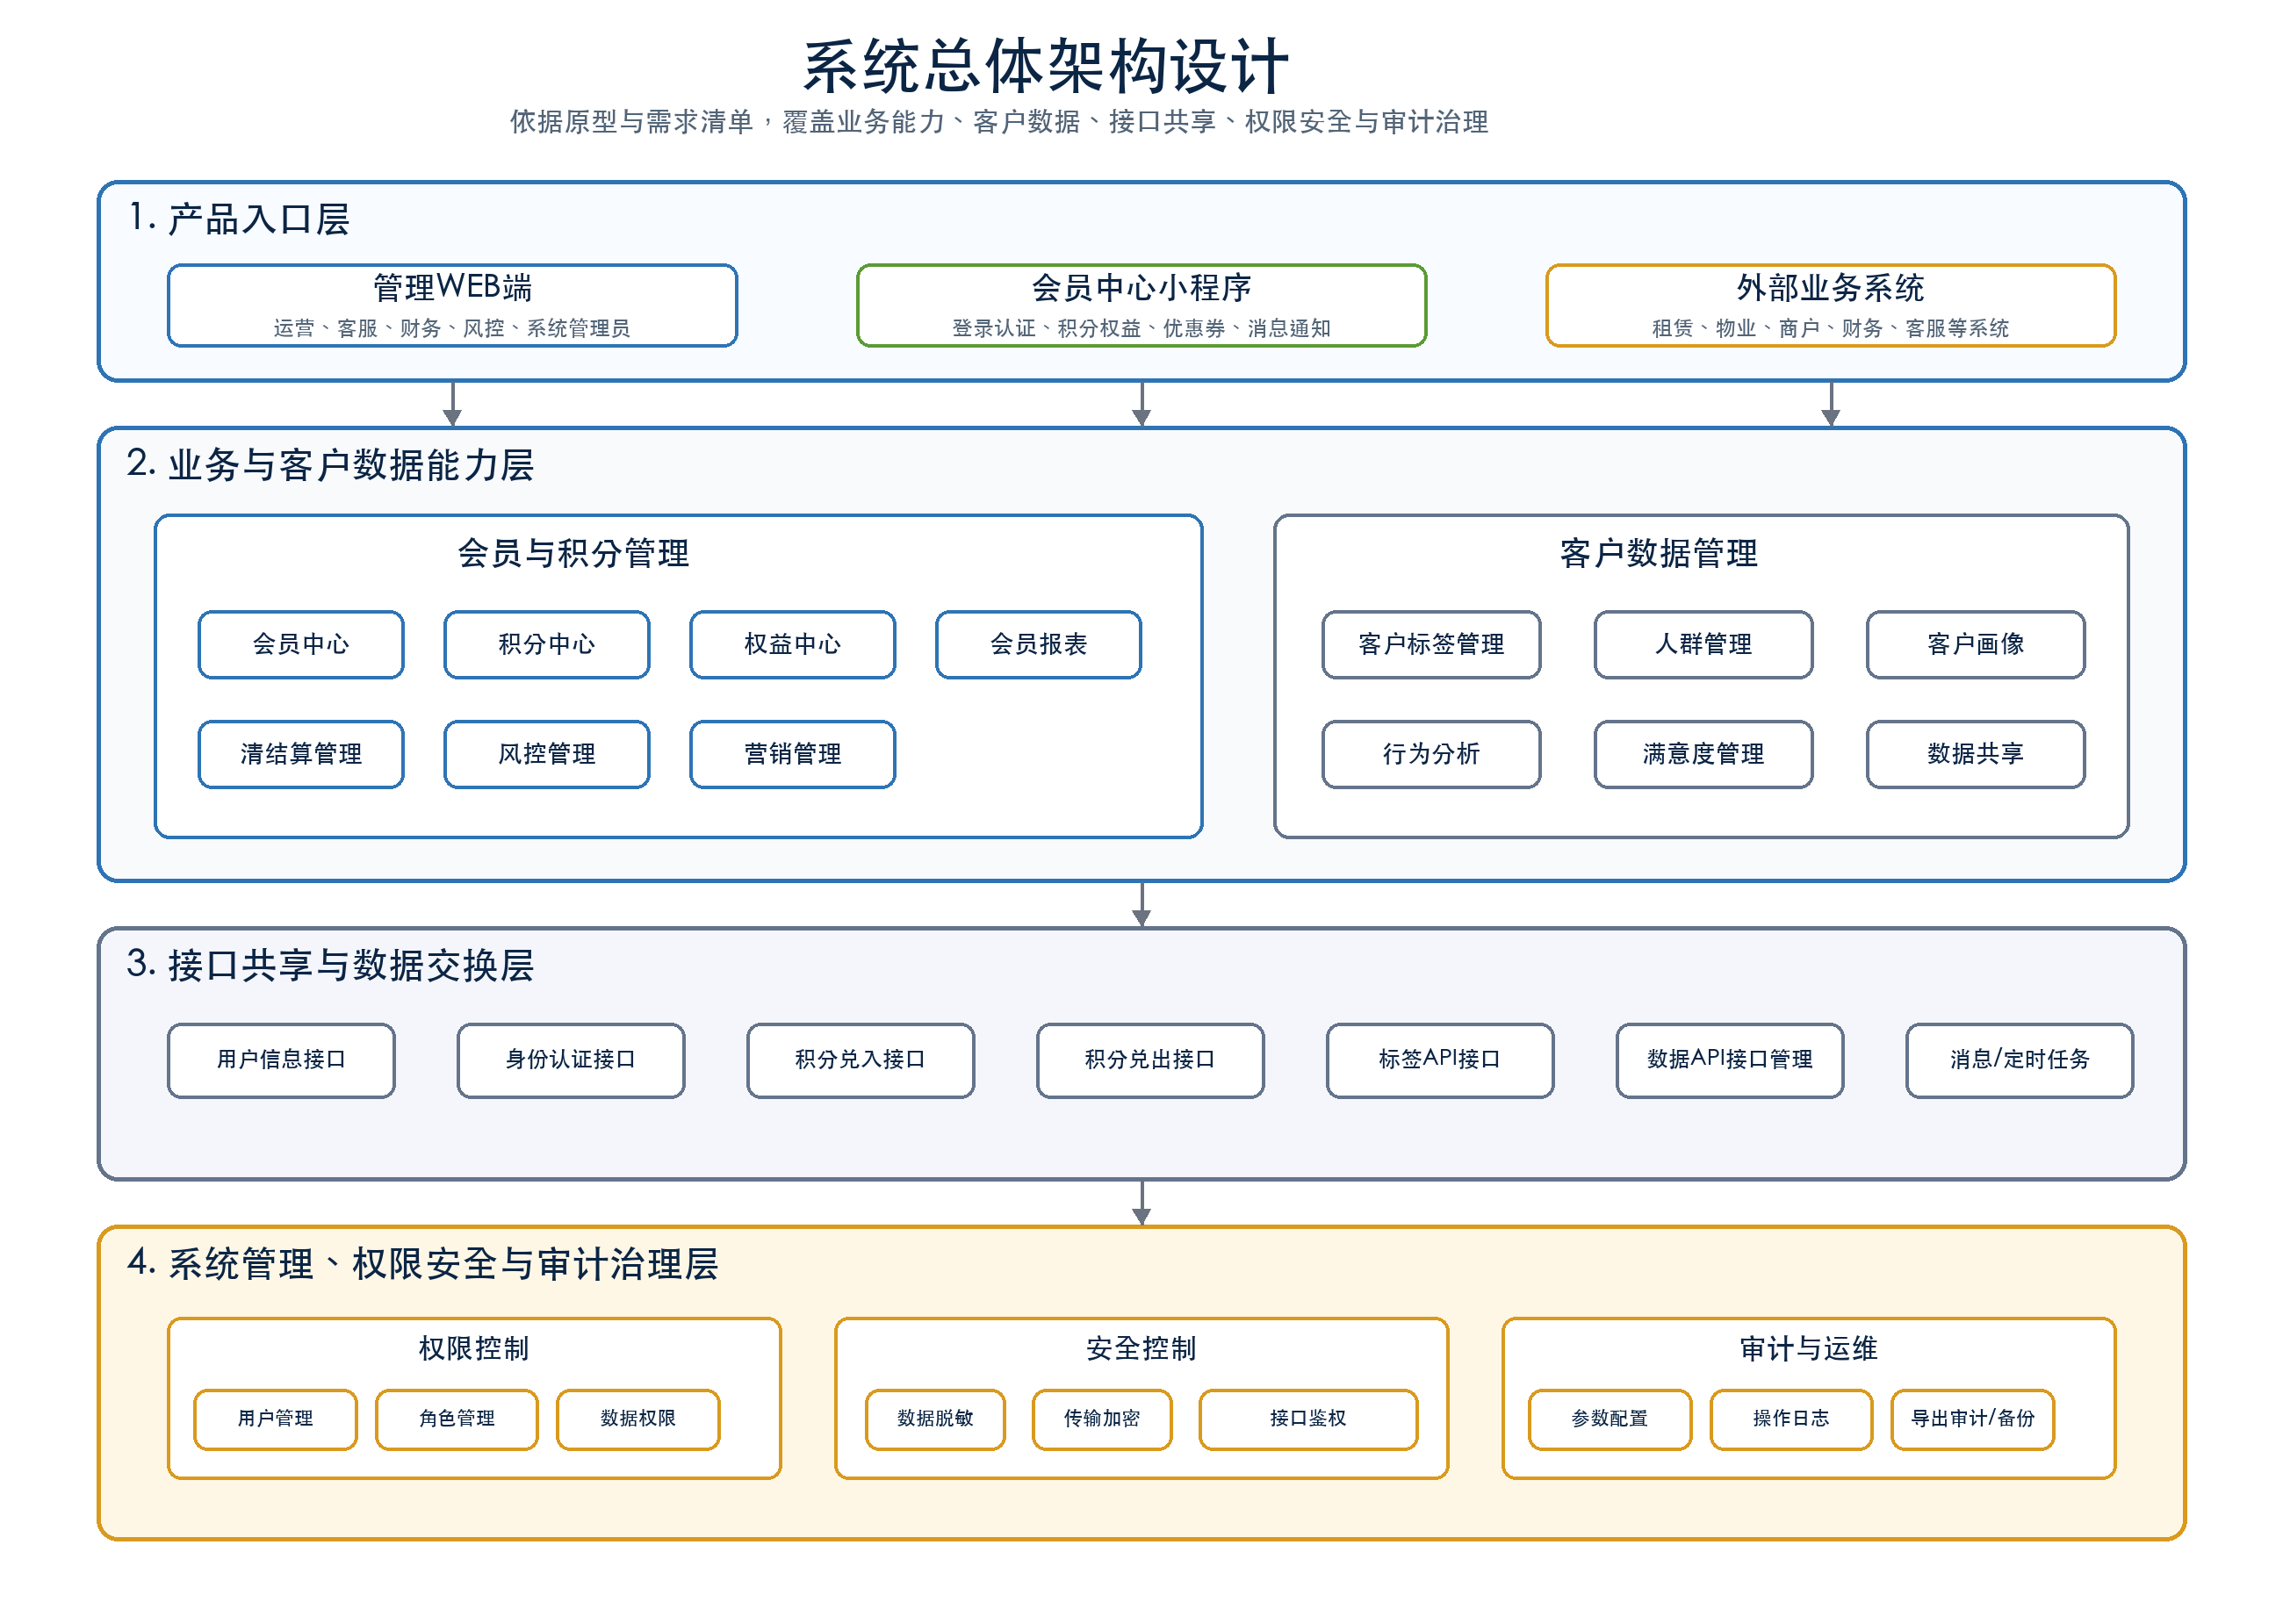 系统总体架构设计
依据原型与需求清单，覆盖业务能力、客户数据、接口共享、权限安全与审计治理
1. 产品入口层
管理WEB端
运营、客服、财务、风控、系统管理员
会员中心小程序
登录认证、积分权益、优惠券、消息通知
外部业务系统
租赁、物业、商户、财务、客服等系统
2. 业务与客户数据能力层
会员与积分管理
会员中心
积分中心
权益中心
会员报表
清结算管理
风控管理
营销管理
客户数据管理
客户标签管理
人群管理
客户画像
行为分析
满意度管理
数据共享
3. 接口共享与数据交换层
用户信息接口
身份认证接口
积分兑入接口
积分兑出接口
标签API接口
数据API接口管理
消息/定时任务
4. 系统管理、权限安全与审计治理层
权限控制
用户管理
角色管理
数据权限
安全控制
数据脱敏
传输加密
接口鉴权
审计与运维
参数配置
操作日志
导出审计/备份